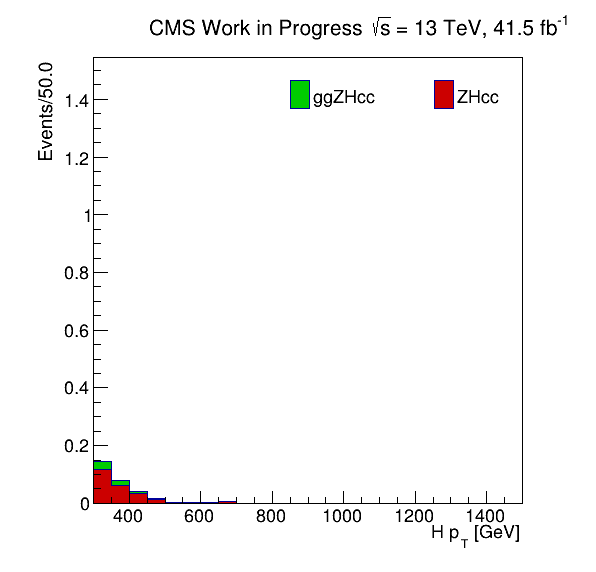 CMS Work in Progress √s = 13 TeV, 41.5 fb⁻¹
Events/50.0
ggZHcc
ZHcc
1.4
1.2
1
0.8
0.6
0.4
0.2
0
400 600 800 1000 1200 1400
H p_T [GeV]